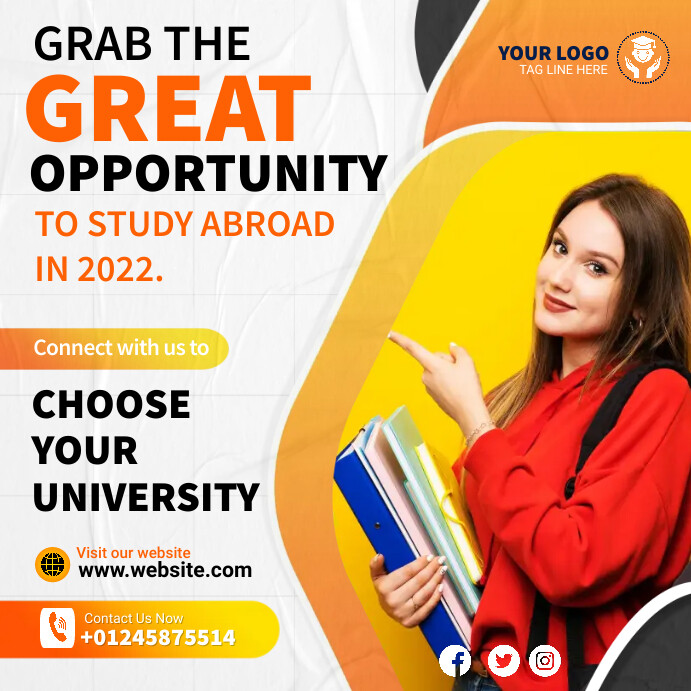 GRAB THE
GREAT
OPPORTUNITY
TO STUDY ABROAD
IN 2022.
YOUR LOGO
TAG LINE HERE
Connect with us to
CHOOSE
YOUR
UNIVERSITY
Visit our website
www.website.com
Contact Us Now
+01245875514